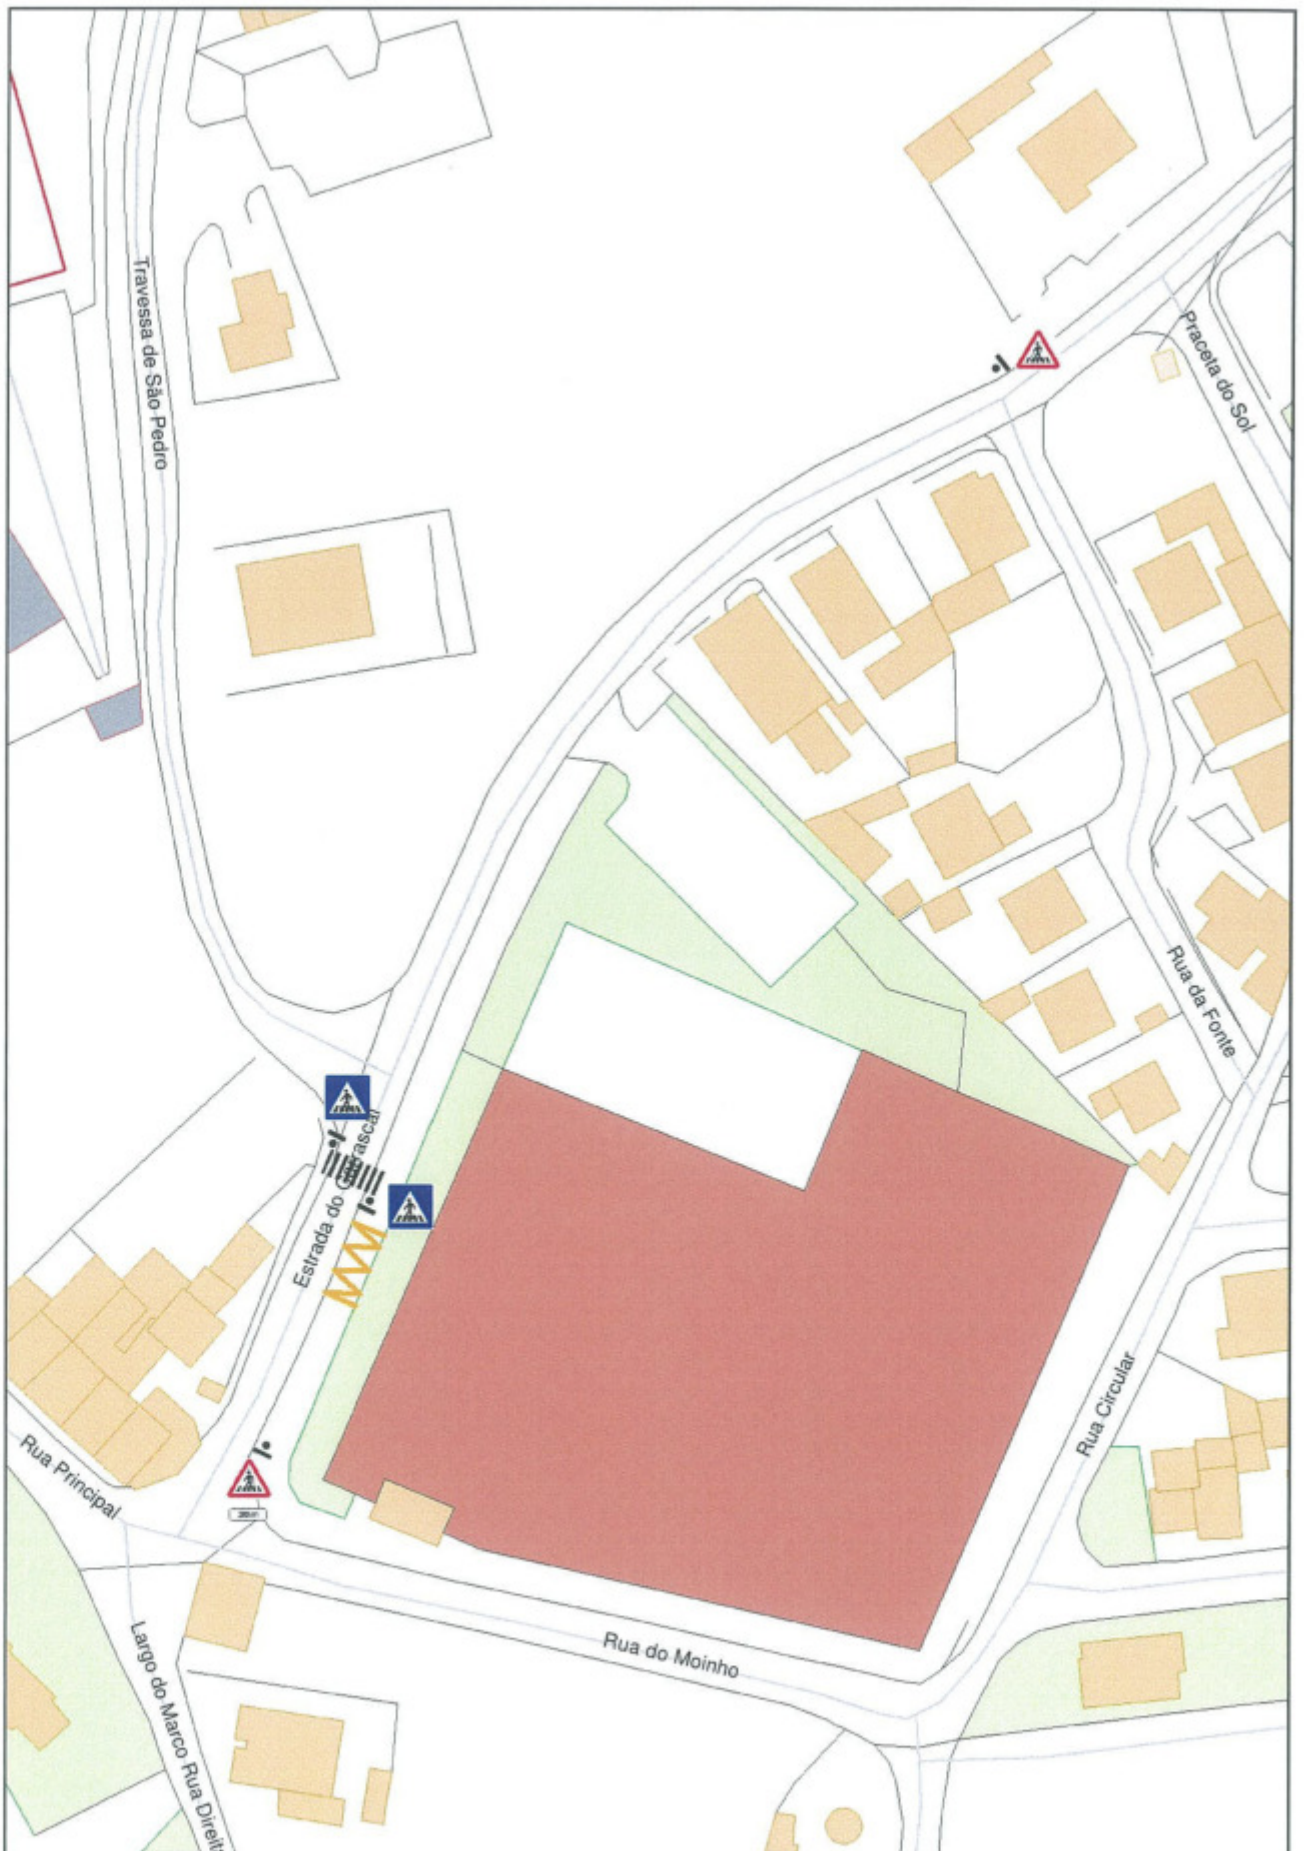 Travessa de São Pedro
Praceta do Sol
Rua da Fonte
Estrada do
Rua Circular
Rua Principal
Rua do Moinho
Largo do Marco Rua Direita